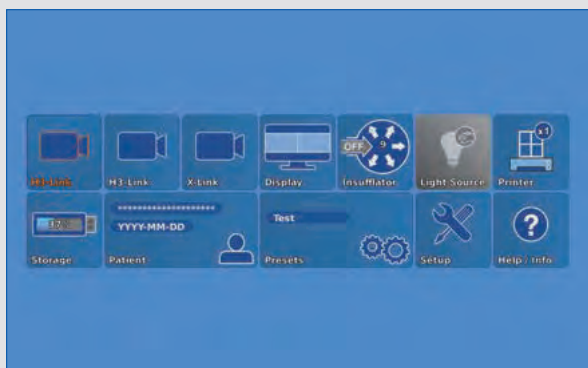 OFF 9
x1
H3-Link H3-Link X-Link Display Insufflator Light Source Printer
********************
37%
YYYY-MM-DD
Test
?
Storage Patient Presets Setup Help / Info